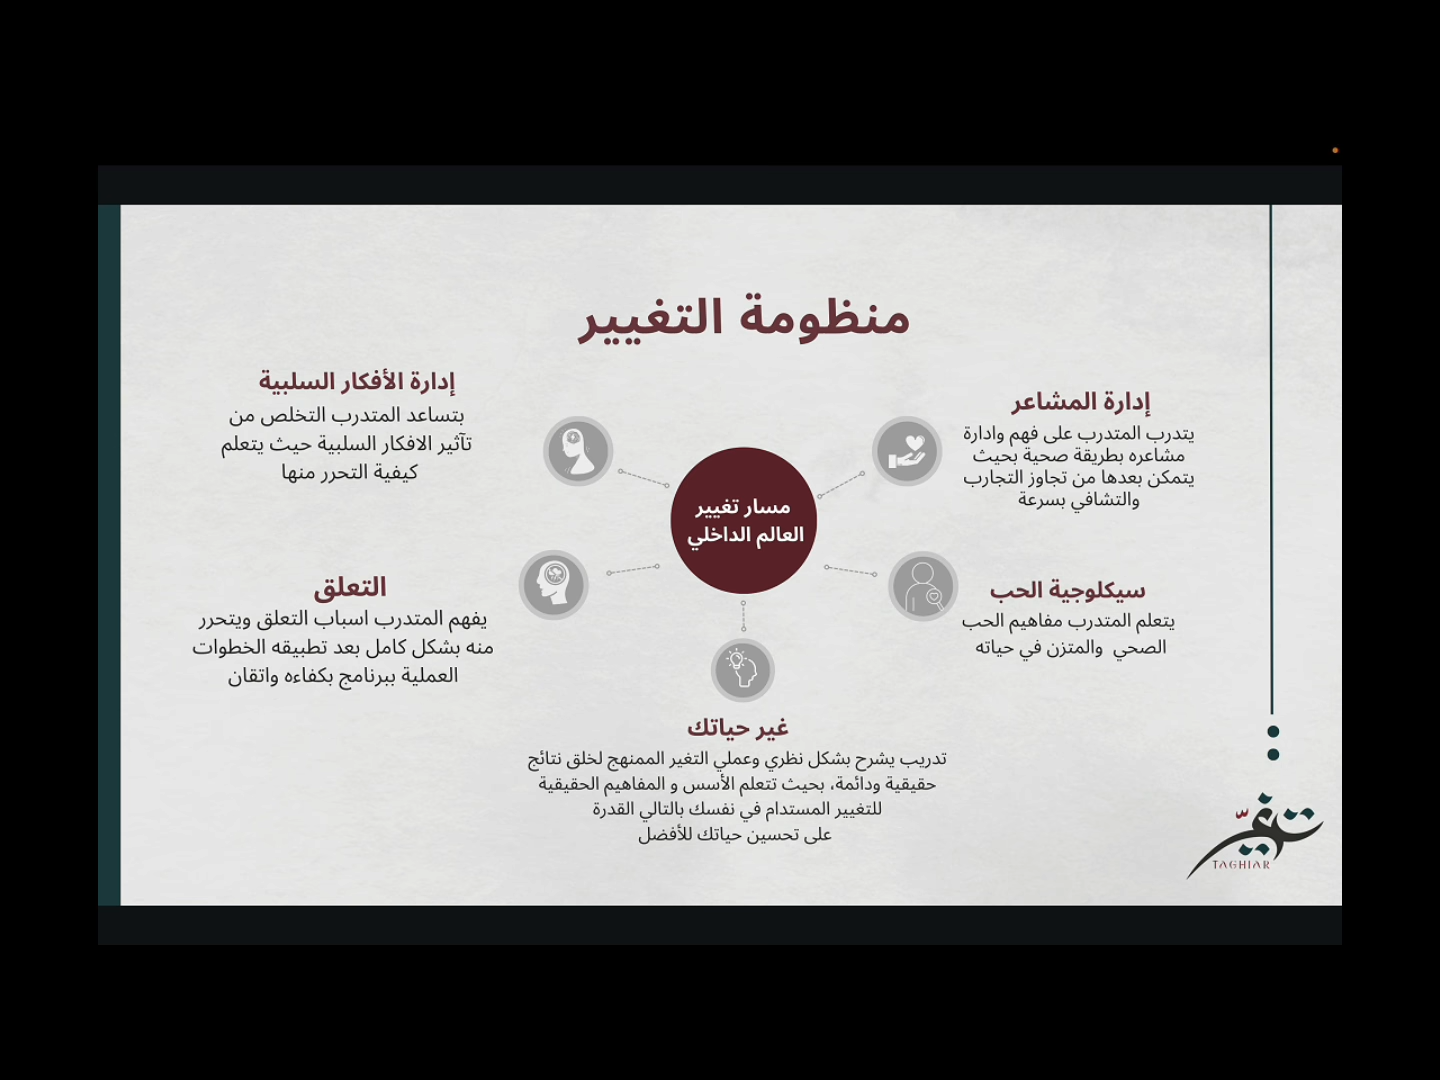 منظومة التغيير
إدارة المشاعر
يتدرب المتدرب على فهم وادارة
مشاعره بطريقة صحية بحيث
يتمكن بعدها من تجاوز التجارب
والتشافي بسرعة
إدارة الأفكار السلبية
بتساعد المتدرب التخلص من
تآثير الافكار السلبية حيث يتعلم
كيفية التحرر منها
مسار تغيير
العالم الداخلي
سيكلوجية الحب
يتعلم المتدرب مفاهيم الحب
الصحي والمتزن في حياته
التعلق
يفهم المتدرب اسباب التعلق ويتحرر
منه بشكل كامل بعد تطبيقه الخطوات
العملية ببرنامج بكفاءه واتقان
غير حياتك
تدريب يشرح بشكل نظري وعملي التغير الممنهج لخلق نتائج
حقيقية ودائمة، بحيث تتعلم الأسس و المفاهيم الحقيقية
للتغيير المستدام في نفسك بالتالي القدرة
على تحسين حياتك للأفضل
تغيّر
TAGHIAR